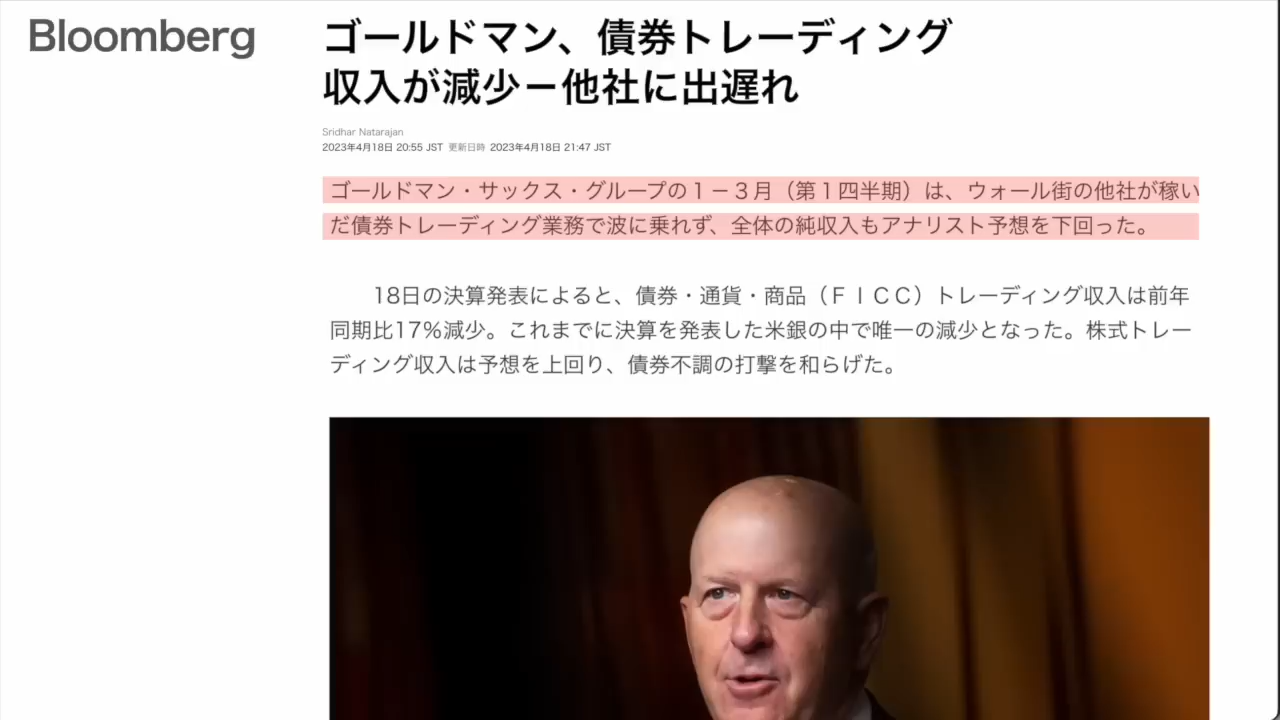 Bloomberg
ゴールドマン、債券トレーディング
収入が減少－他社に出遅れ
Sridhar Natarajan
2023年4月18日 20:55 JST 更新日時 2023年4月18日 21:47 JST
ゴールドマン・サックス・グループの１－３月（第１四半期）は、ウォール街の他社が稼い
だ債券トレーディング業務で波に乗れず、全体の純収入もアナリスト予想を下回った。
18日の決算発表によると、債券・通貨・商品（ＦＩＣＣ）トレーディング収入は前年
同期比17％減少。これまでに決算を発表した米銀の中で唯一の減少となった。株式トレー
ディング収入は予想を上回り、債券不調の打撃を和らげた。